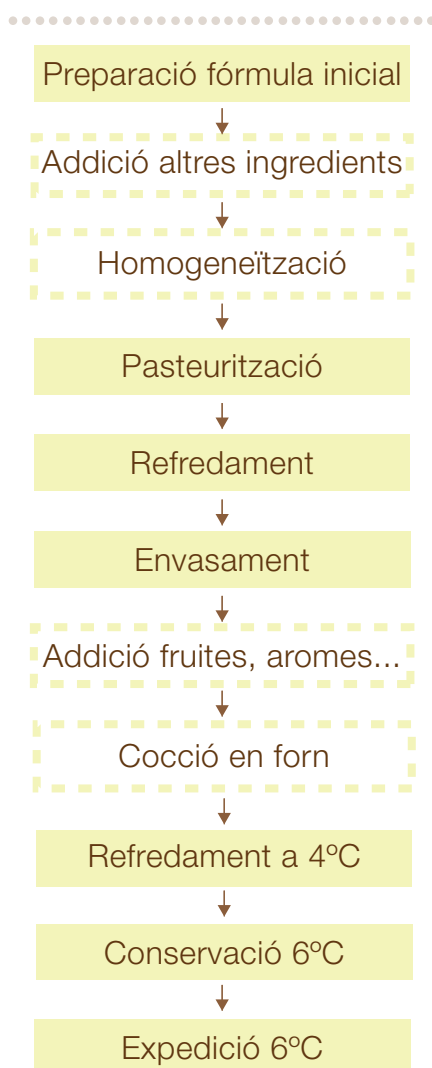 Preparació fórmula inicial
Addició altres ingredients
Homogeneïtzació
Pasteurització
Refredament
Envasament
Addició fruites, aromes...
Cocció en forn
Refredament a 4ºC
Conservació 6ºC
Expedició 6ºC